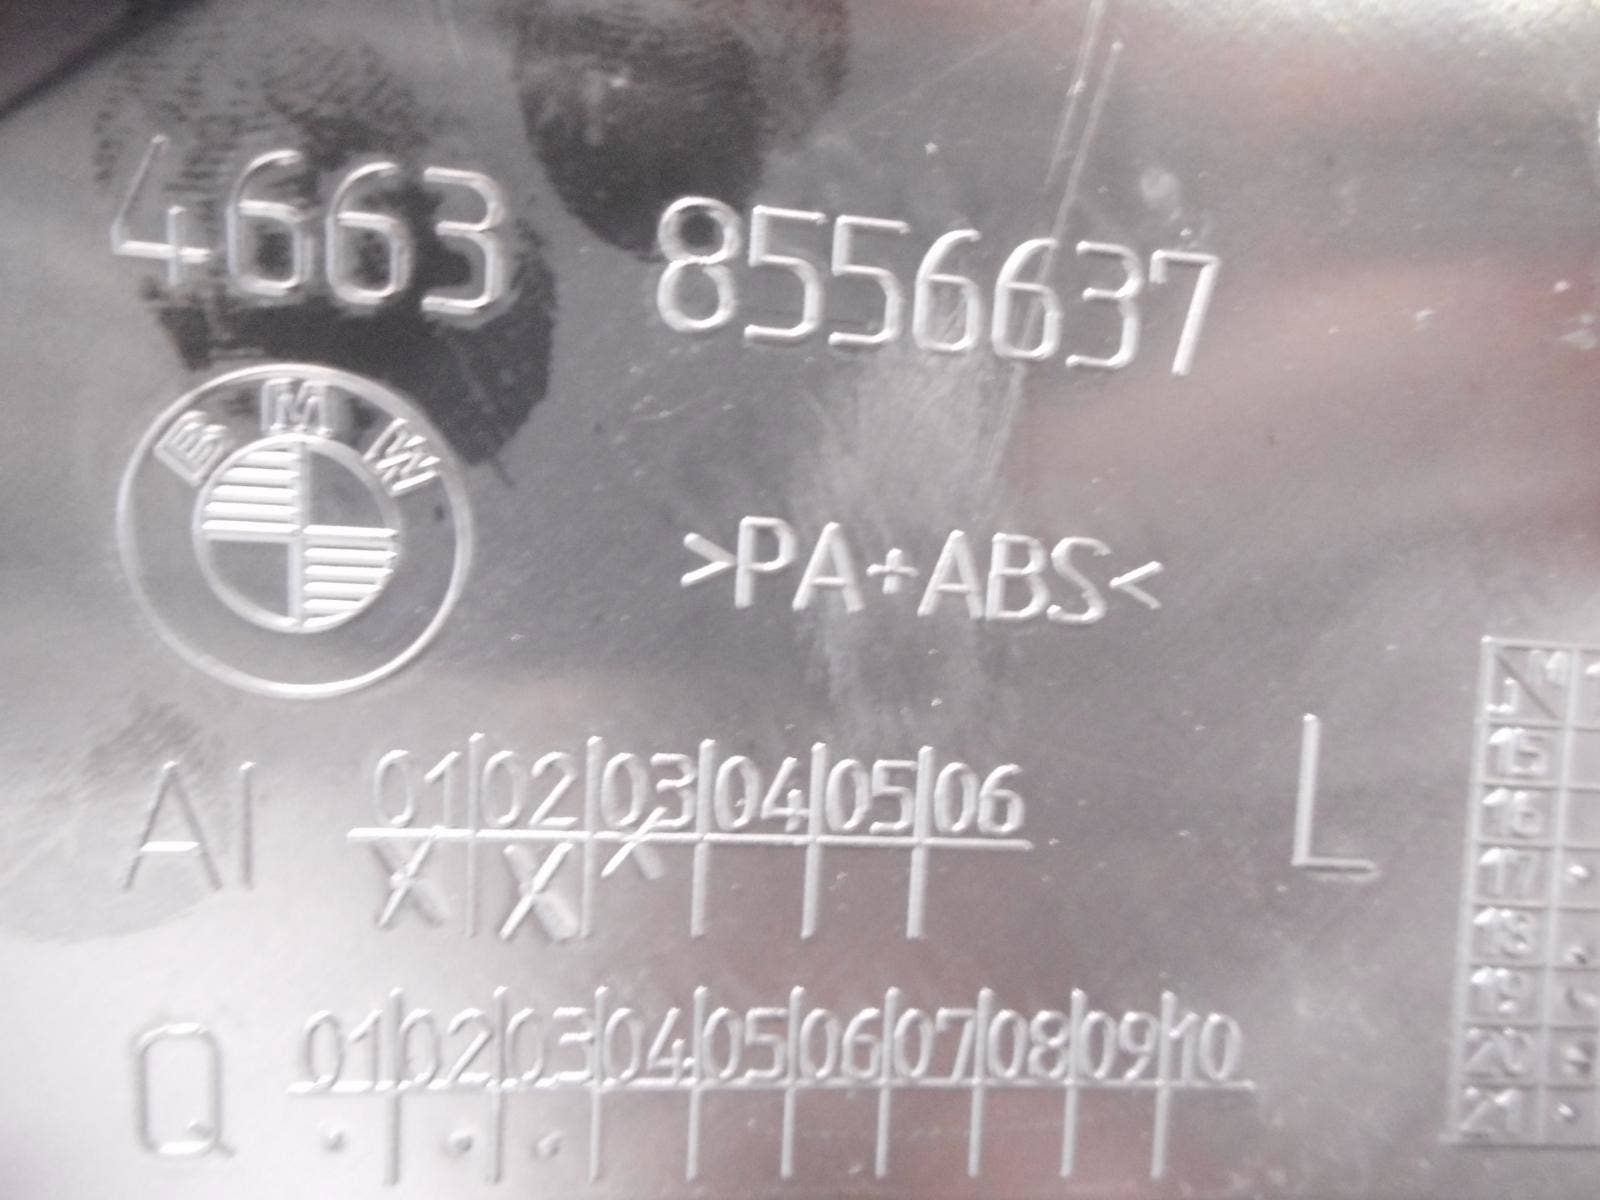 4663 8556637
BMW
>PA+ABS<
AI 01 02 03 04 05 06
X X X
L
Q 01 02 03 04 05 06 07 08 09 10
J M 1
15
16
17
18
19
20
21